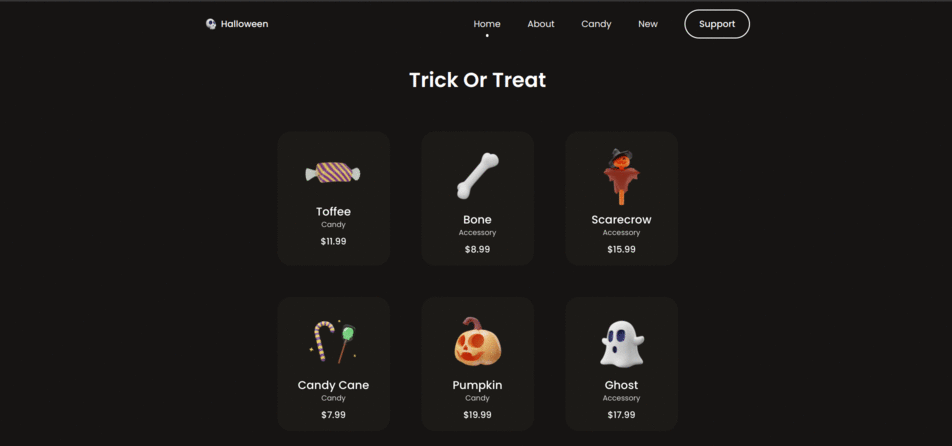 Halloween
Home About Candy New Support
Trick Or Treat
Toffee
Candy
$11.99
Bone
Accessory
$8.99
Scarecrow
Accessory
$15.99
Candy Cane
Candy
$7.99
Pumpkin
Candy
$19.99
Ghost
Accessory
$17.99